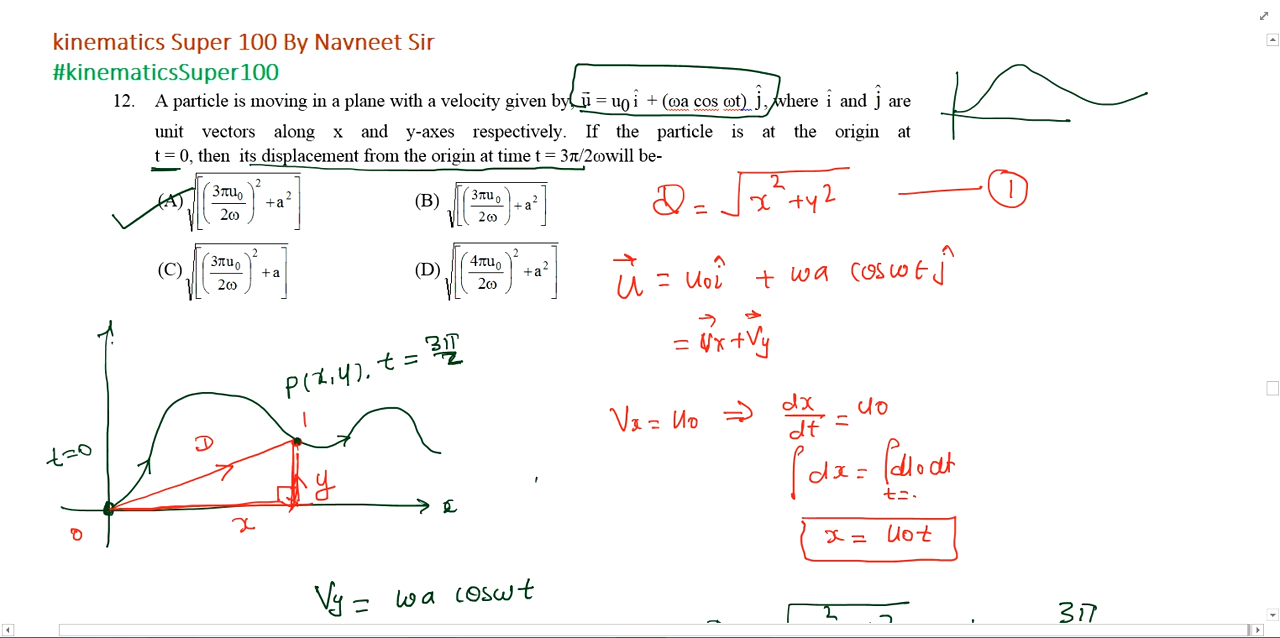 kinematics Super 100 By Navneet Sir
#kinematicsSuper100
12. A particle is moving in a plane with a velocity given by, u⃗ = u₀î + (ωa cos ωt) ĵ, where î and ĵ are
unit vectors along x and y-axes respectively. If the particle is at the origin at
t = 0, then its displacement from the origin at time t = 3π/2ωwill be-
(A) √[(3πu₀/2ω)² + a²]
(B) √[(3πu₀/2ω) + a²]
(C) √[(3πu₀/2ω)² + a]
(D) √[(4πu₀/2ω)² + a²]
D = √x² + y² ——— ①
u⃗ = u₀î + ωa cosωt ĵ
= V⃗x + V⃗y
P(x,y), t = 3π/2
Vx = u₀ ⇒ dx/dt = u₀
t=0
D
y
∫dx = ∫u₀dt
t=.
0
x
x = u₀t
Vy = ωa cosωt
3π